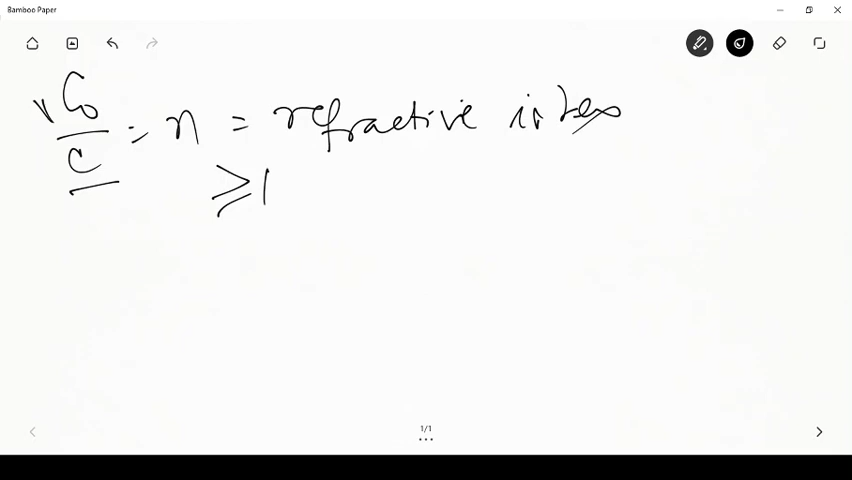 Bamboo Paper
C₀/c = n = refractive index
≥1
1/1